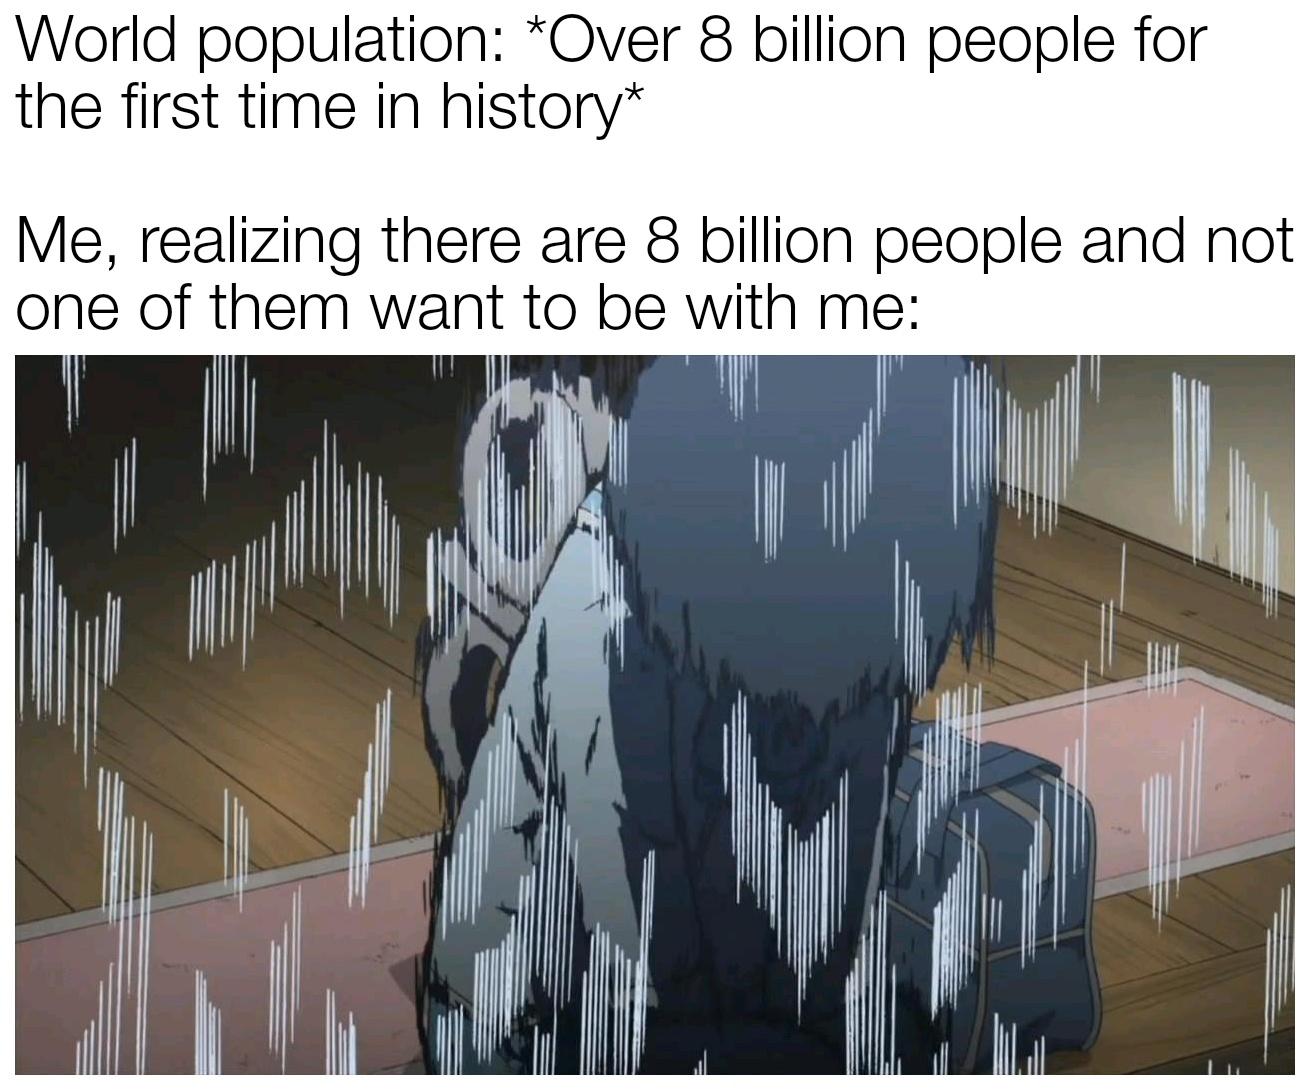 World population: *Over 8 billion people for
the first time in history*
Me, realizing there are 8 billion people and not
one of them want to be with me: